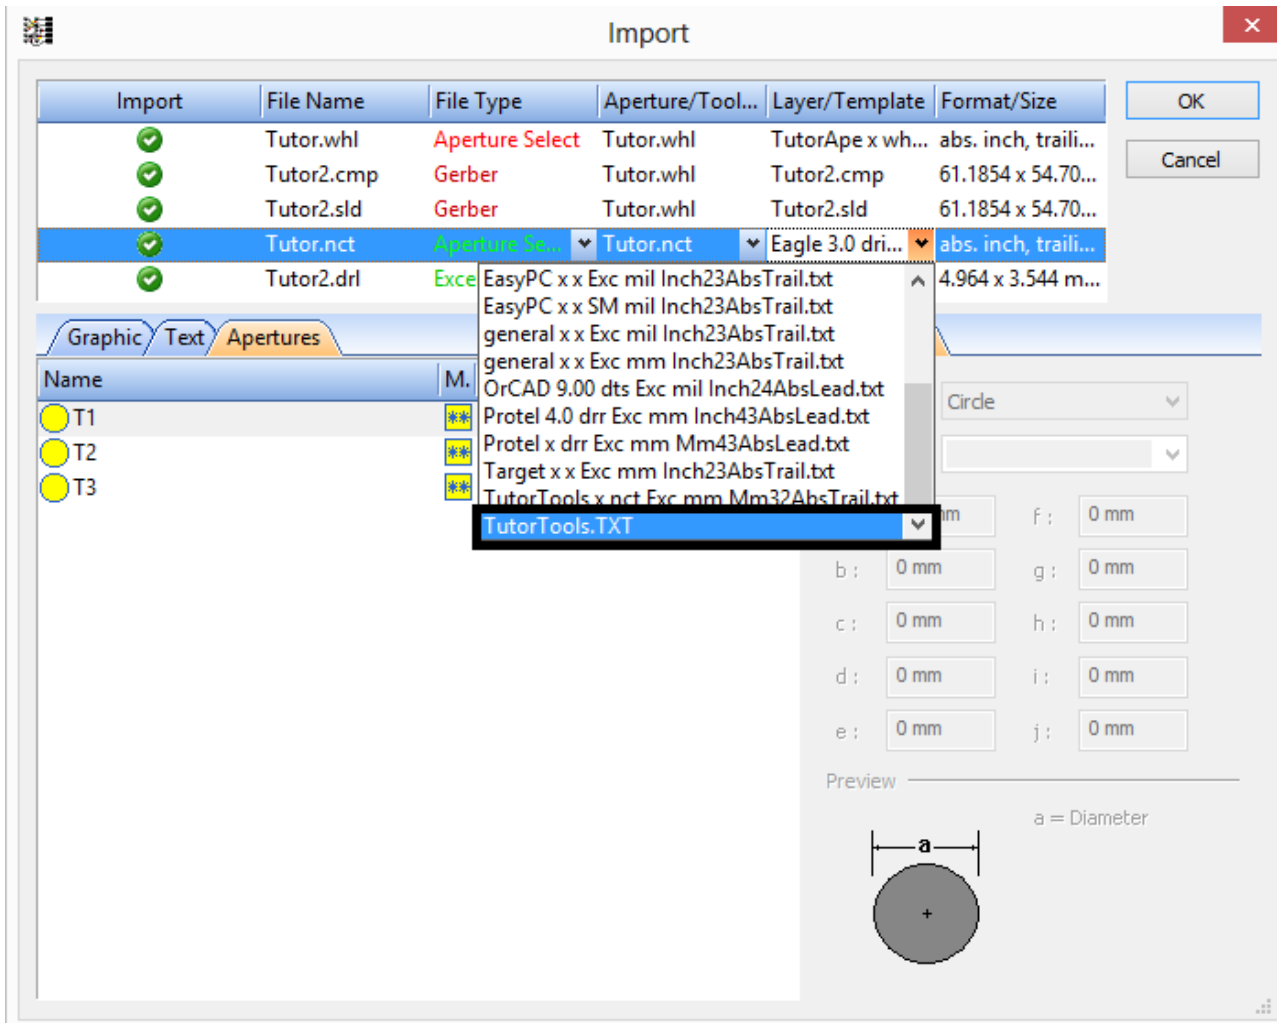 Import
Import File Name File Type Aperture/Tool... Layer/Template Format/Size OK
Tutor.whl Aperture Select Tutor.whl TutorApe x wh... abs. inch, traili...
Cancel
Tutor2.cmp Gerber Tutor.whl Tutor2.cmp 61.1854 x 54.70...
Tutor2.sld Gerber Tutor.whl Tutor2.sld 61.1854 x 54.70...
Tutor.nct Aperture Se... Tutor.nct Eagle 3.0 dri... abs. inch, traili...
Tutor2.drl Exce 4.964 x 3.544 m...
EasyPC x x Exc mil Inch23AbsTrail.txt
EasyPC x x SM mil Inch23AbsTrail.txt
general x x Exc mil Inch23AbsTrail.txt
general x x Exc mm Inch23AbsTrail.txt
OrCAD 9.00 dts Exc mil Inch24AbsLead.txt
Protel 4.0 drr Exc mm Inch43AbsLead.txt
Protel x drr Exc mm Mm43AbsLead.txt
Target x x Exc mm Inch23AbsTrail.txt
TutorTools x nct Exc mm Mm32AbsTrail.txt
TutorTools.TXT
Graphic Text Apertures
Name M.
T1 **
T2 **
T3 **
Circle
mm f : 0 mm
b : 0 mm g : 0 mm
c : 0 mm h : 0 mm
d : 0 mm i : 0 mm
e : 0 mm j : 0 mm
Preview
a = Diameter
a